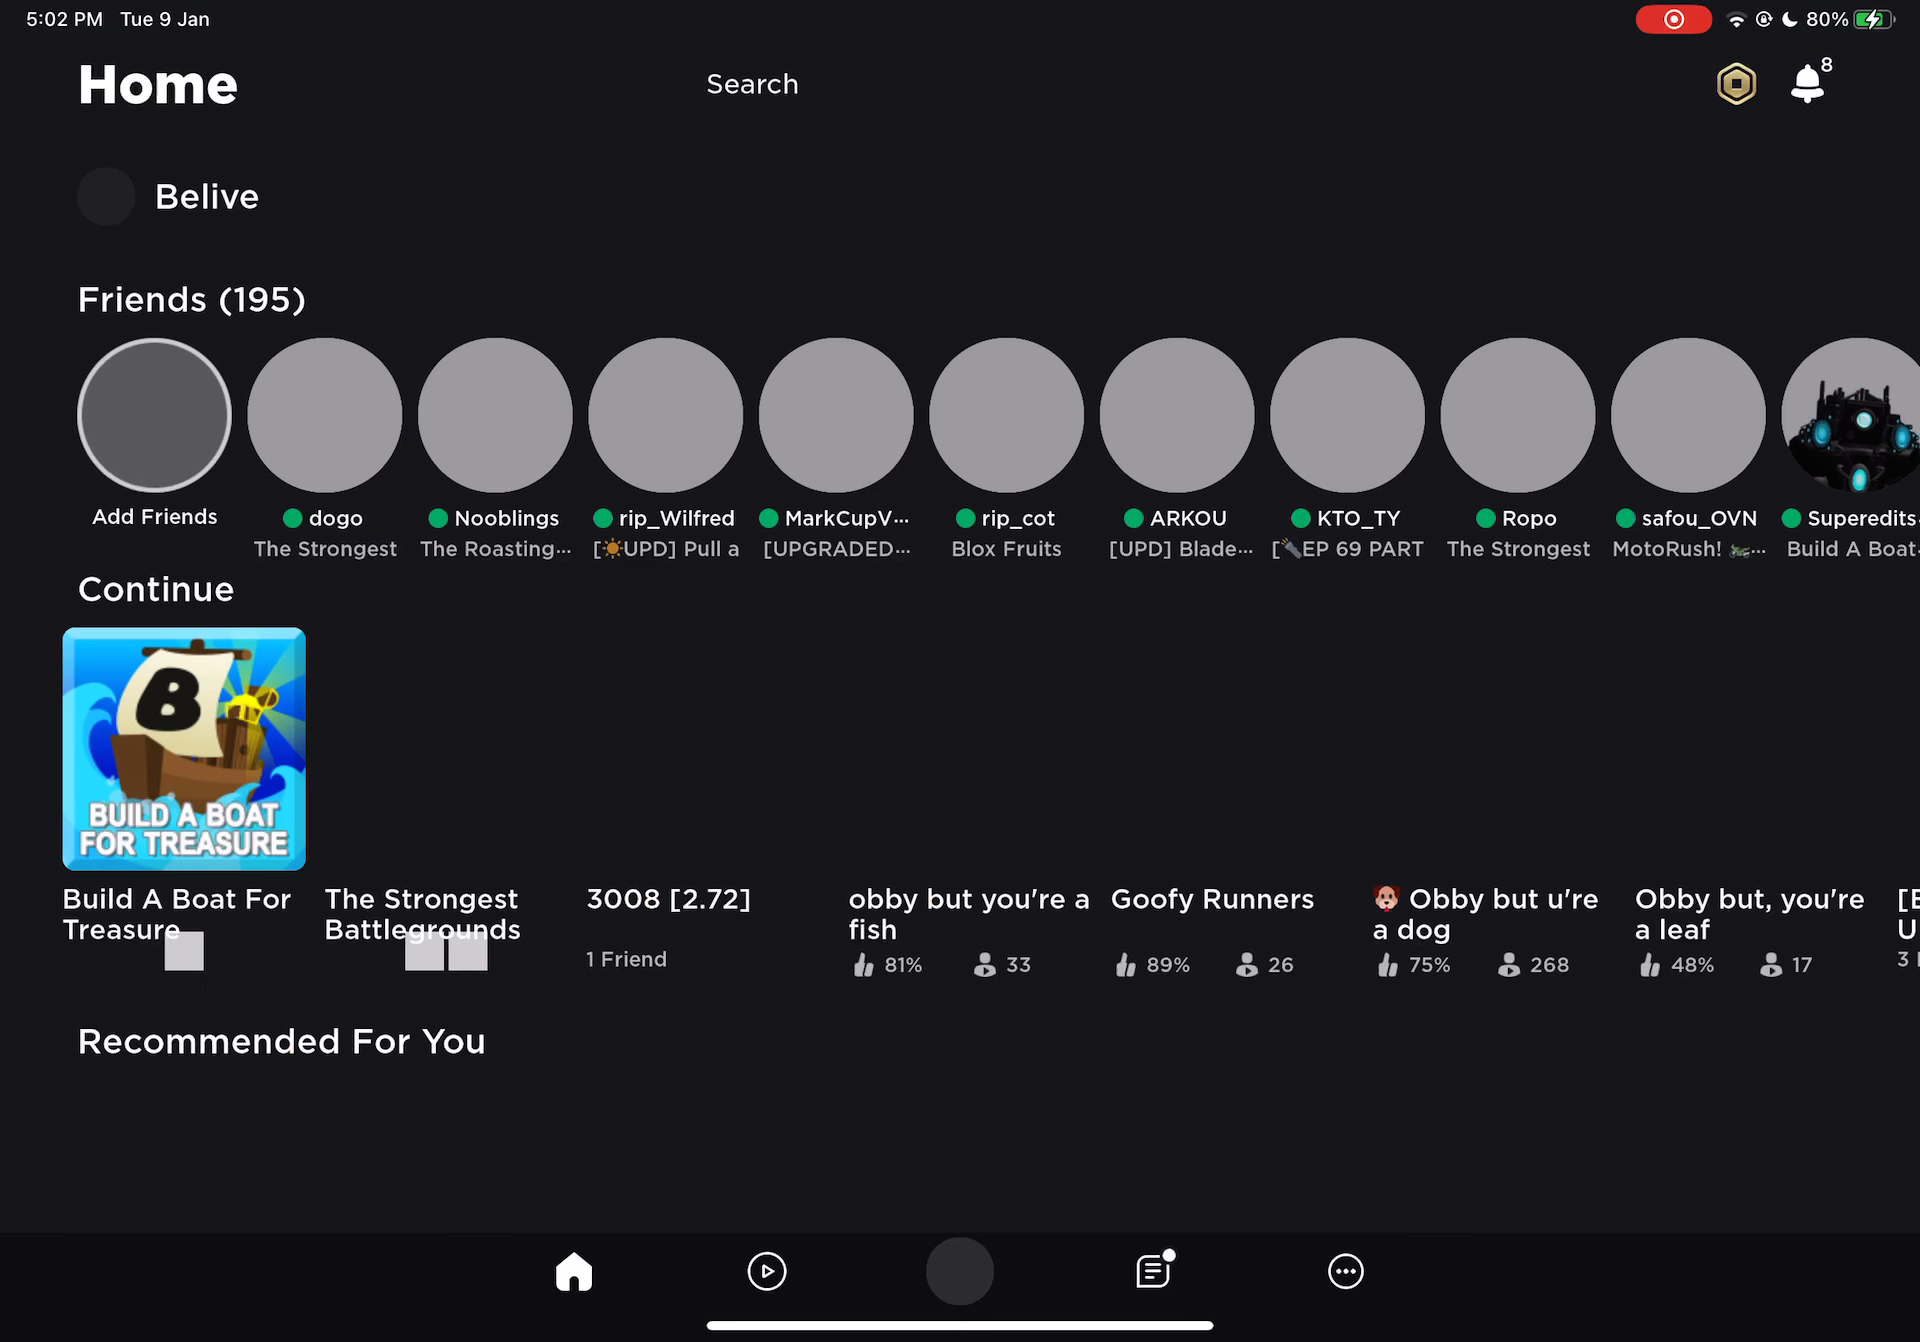 5:02 PM Tue 9 Jan
80%
Home
Search
8
Belive
Friends (195)
Add Friends
dogo
The Strongest
Nooblings
The Roasting...
rip_Wilfred
[☀️UPD] Pull a
MarkCupV...
[UPGRADED...
rip_cot
Blox Fruits
ARKOU
[UPD] Blade...
KTO_TY
[🔦EP 69 PART
Ropo
The Strongest
safou_OVN
MotoRush! 🏍️...
Superedits
Build A Boat
Continue
B
BUILD A BOAT
FOR TREASURE
Build A Boat For
Treasure
The Strongest
Battlegrounds
3008 [2.72]
1 Friend
obby but you're a
fish
81% 33
Goofy Runners
89% 26
🐶 Obby but u're
a dog
75% 268
Obby but, you're
a leaf
48% 17
3
Recommended For You